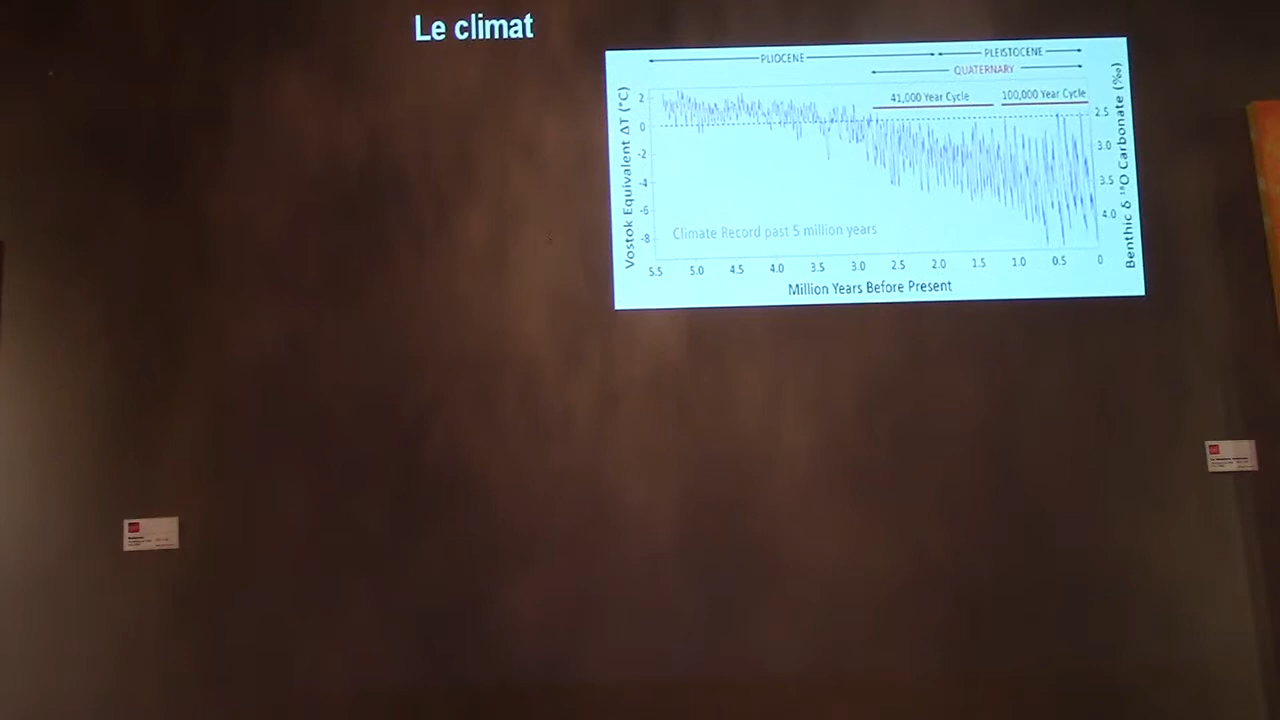 Le climat
PLIOCENE
PLEISTOCENE
QUATERNARY
41,000 Year Cycle
100,000 Year Cycle
Vostok Equivalent ΔT (°C)
2
0
-2
-4
-6
-8
2.5
3.0
3.5
4.0
Benthic δ ¹⁸O Carbonate (‰)
Climate Record past 5 million years
5.5 5.0 4.5 4.0 3.5 3.0 2.5 2.0 1.5 1.0 0.5 0
Million Years Before Present